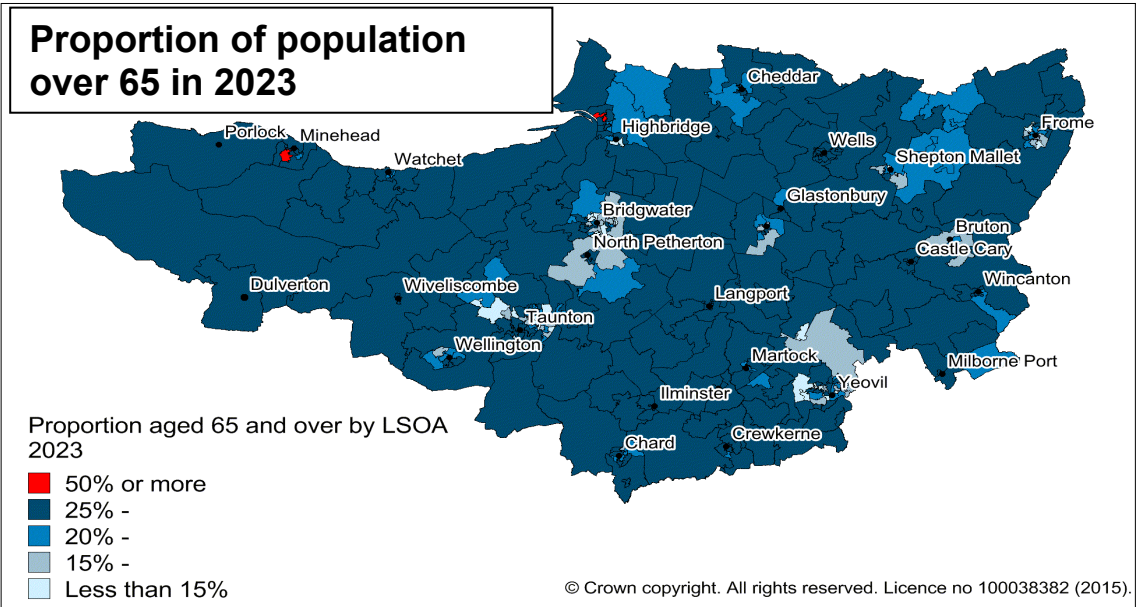 Proportion of population
over 65 in 2023
Cheddar
Porlock
Minehead
Highbridge
Frome
Wells
Watchet
Shepton Mallet
Glastonbury
Bridgwater
Bruton
North Petherton
Castle Cary
Dulverton
Wiveliscombe
Wincanton
Langport
Taunton
Wellington
Martock
Milborne Port
Yeovil
Ilminster
Chard
Crewkerne
Proportion aged 65 and over by LSOA
2023
50% or more
25% -
20% -
15% -
Less than 15%
© Crown copyright. All rights reserved. Licence no 100038382 (2015).